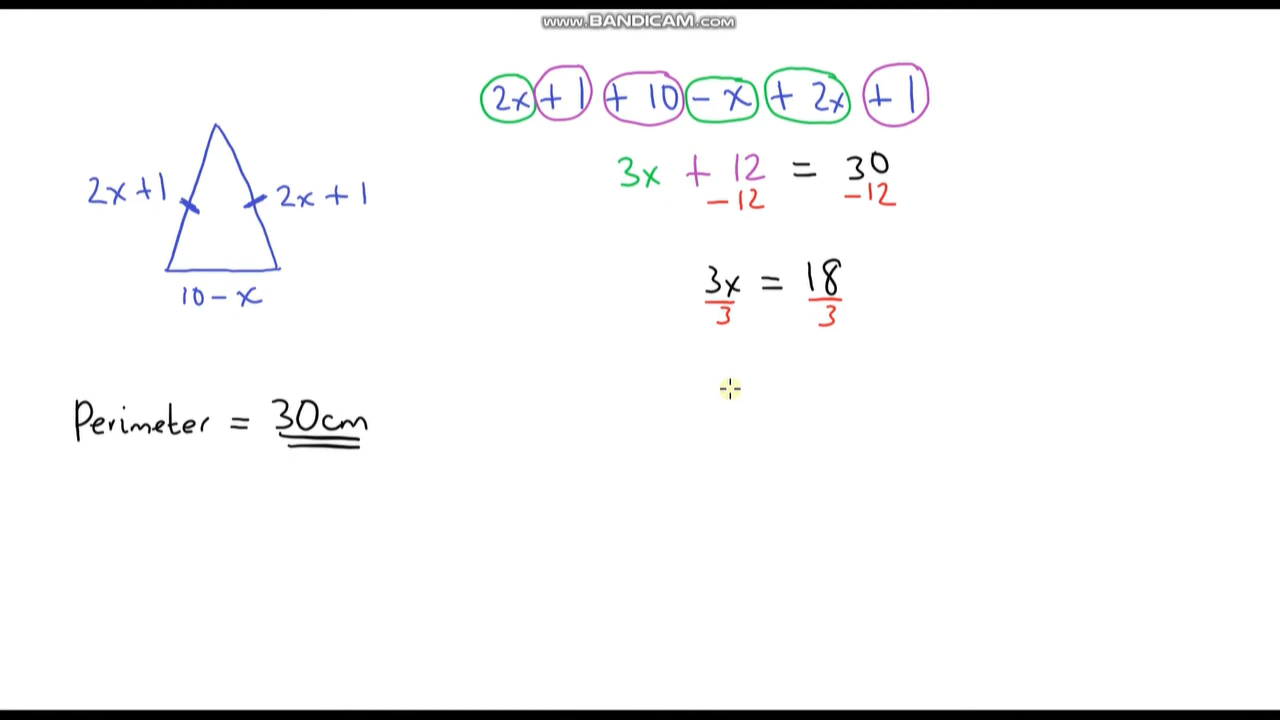 www.BANDICAM.com
2x + 1 + 10 - x + 2x + 1
3x + 12 = 30
-12 -12
2x + 1 2x + 1
10 - x
3x = 18
3 3
Perimeter = 30cm